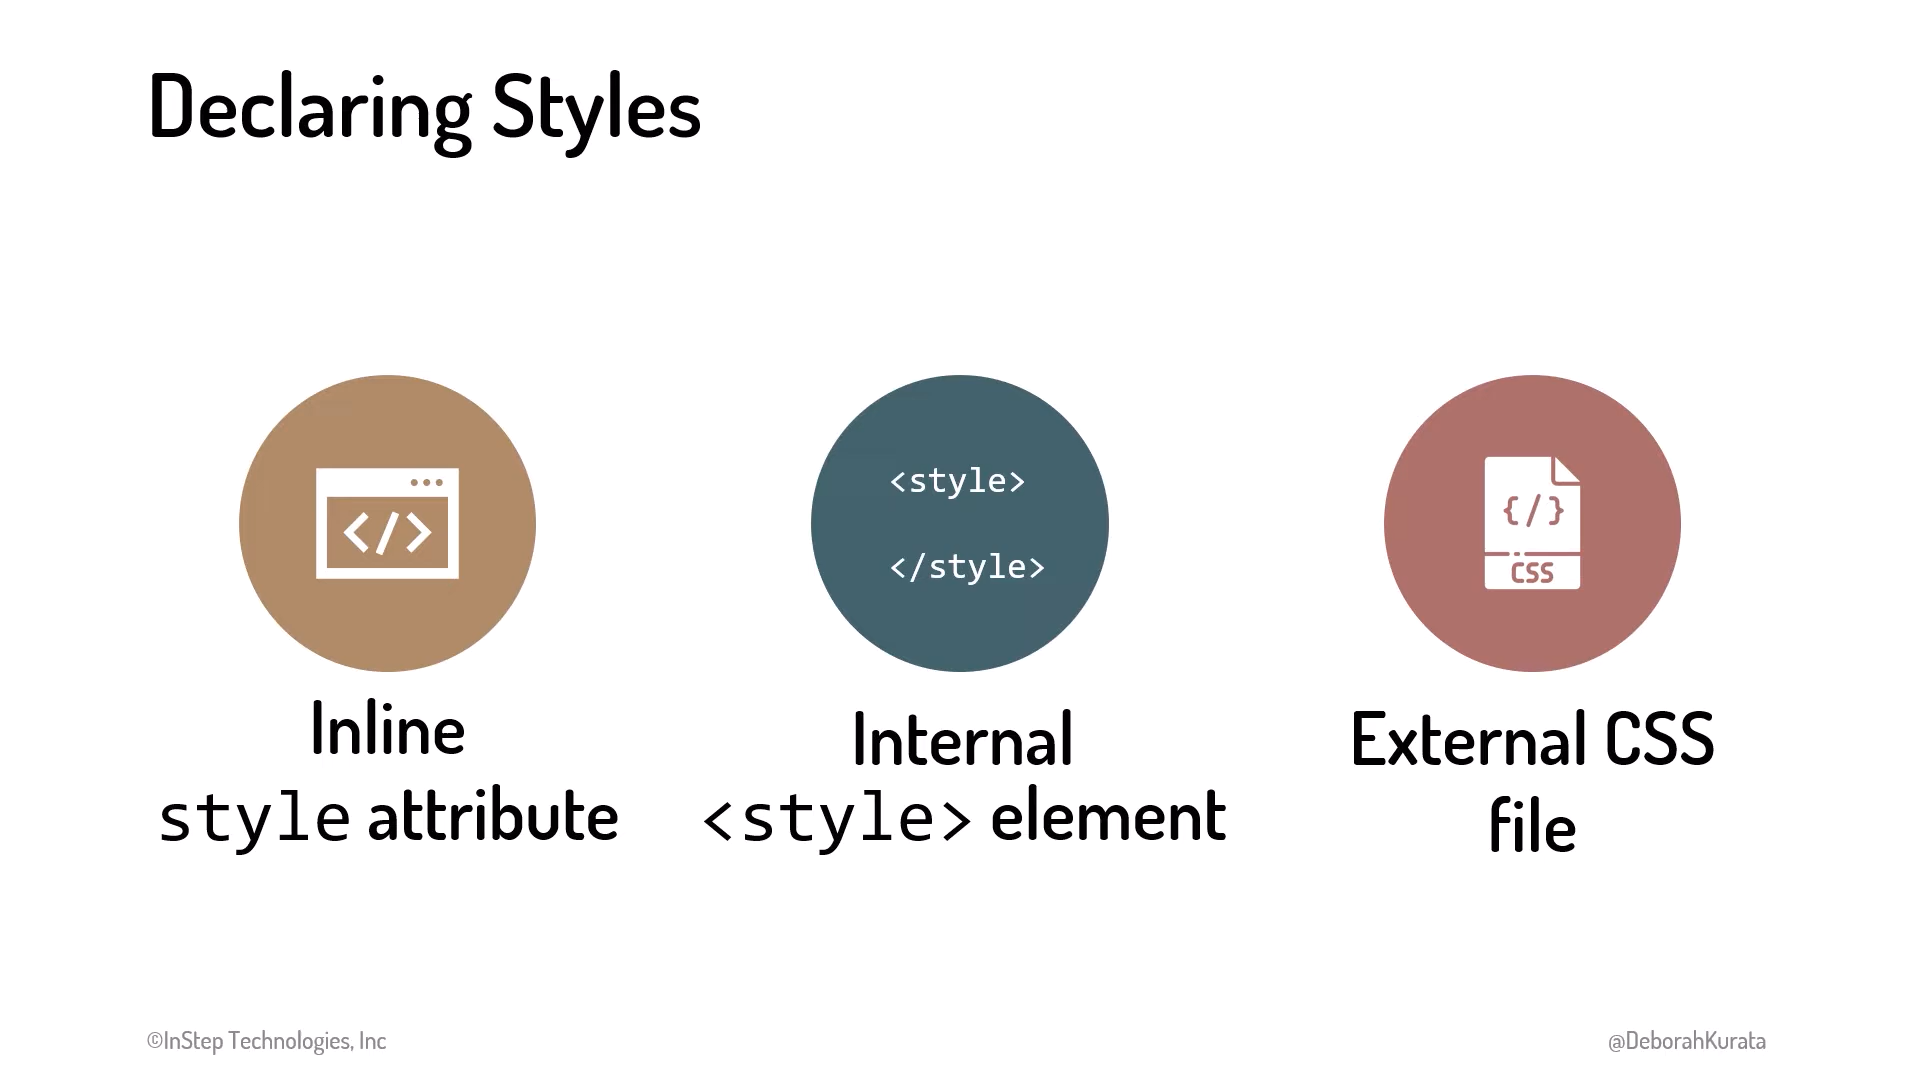 Declaring Styles
</>
<style>
</style>
{/}
CSS
Inline
style attribute
Internal
<style> element
External CSS
file
©InStep Technologies, Inc
@DeborahKurata